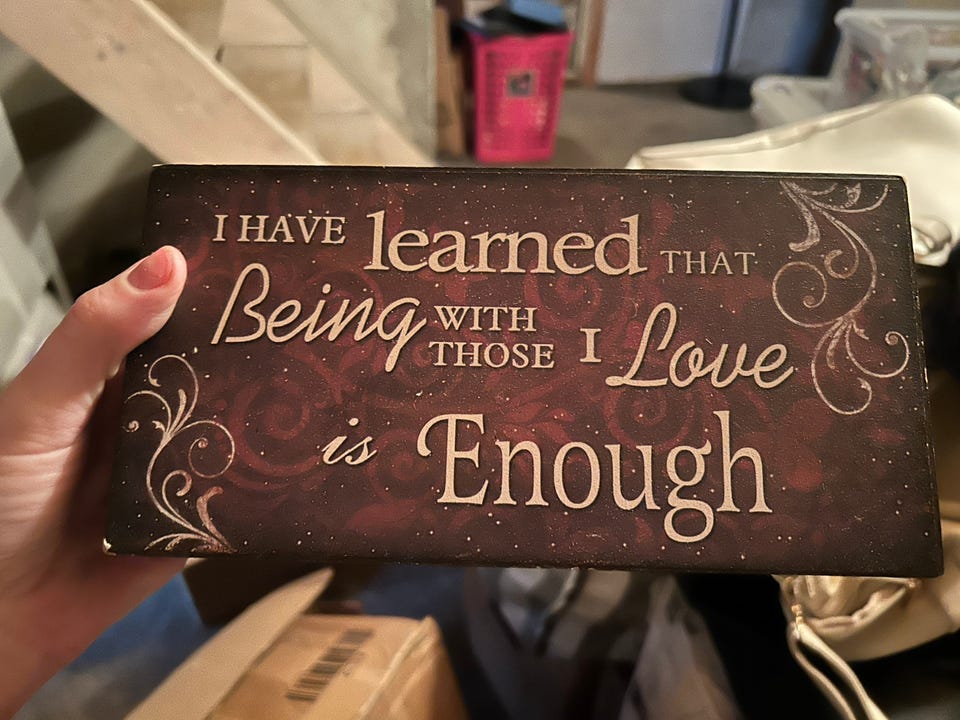 I HAVE learned THAT
Being WITH THOSE I Love
is Enough